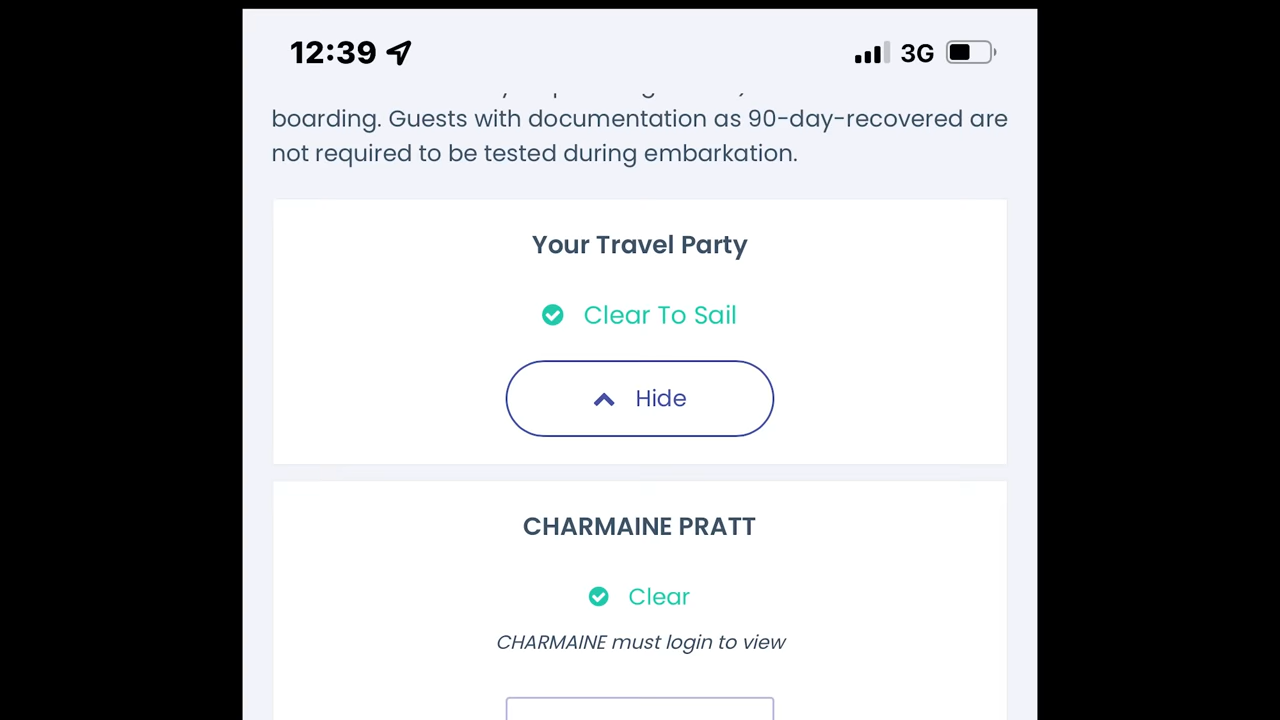 12:39
3G
boarding. Guests with documentation as 90-day-recovered are
not required to be tested during embarkation.
Your Travel Party
Clear To Sail
Hide
CHARMAINE PRATT
Clear
CHARMAINE must login to view